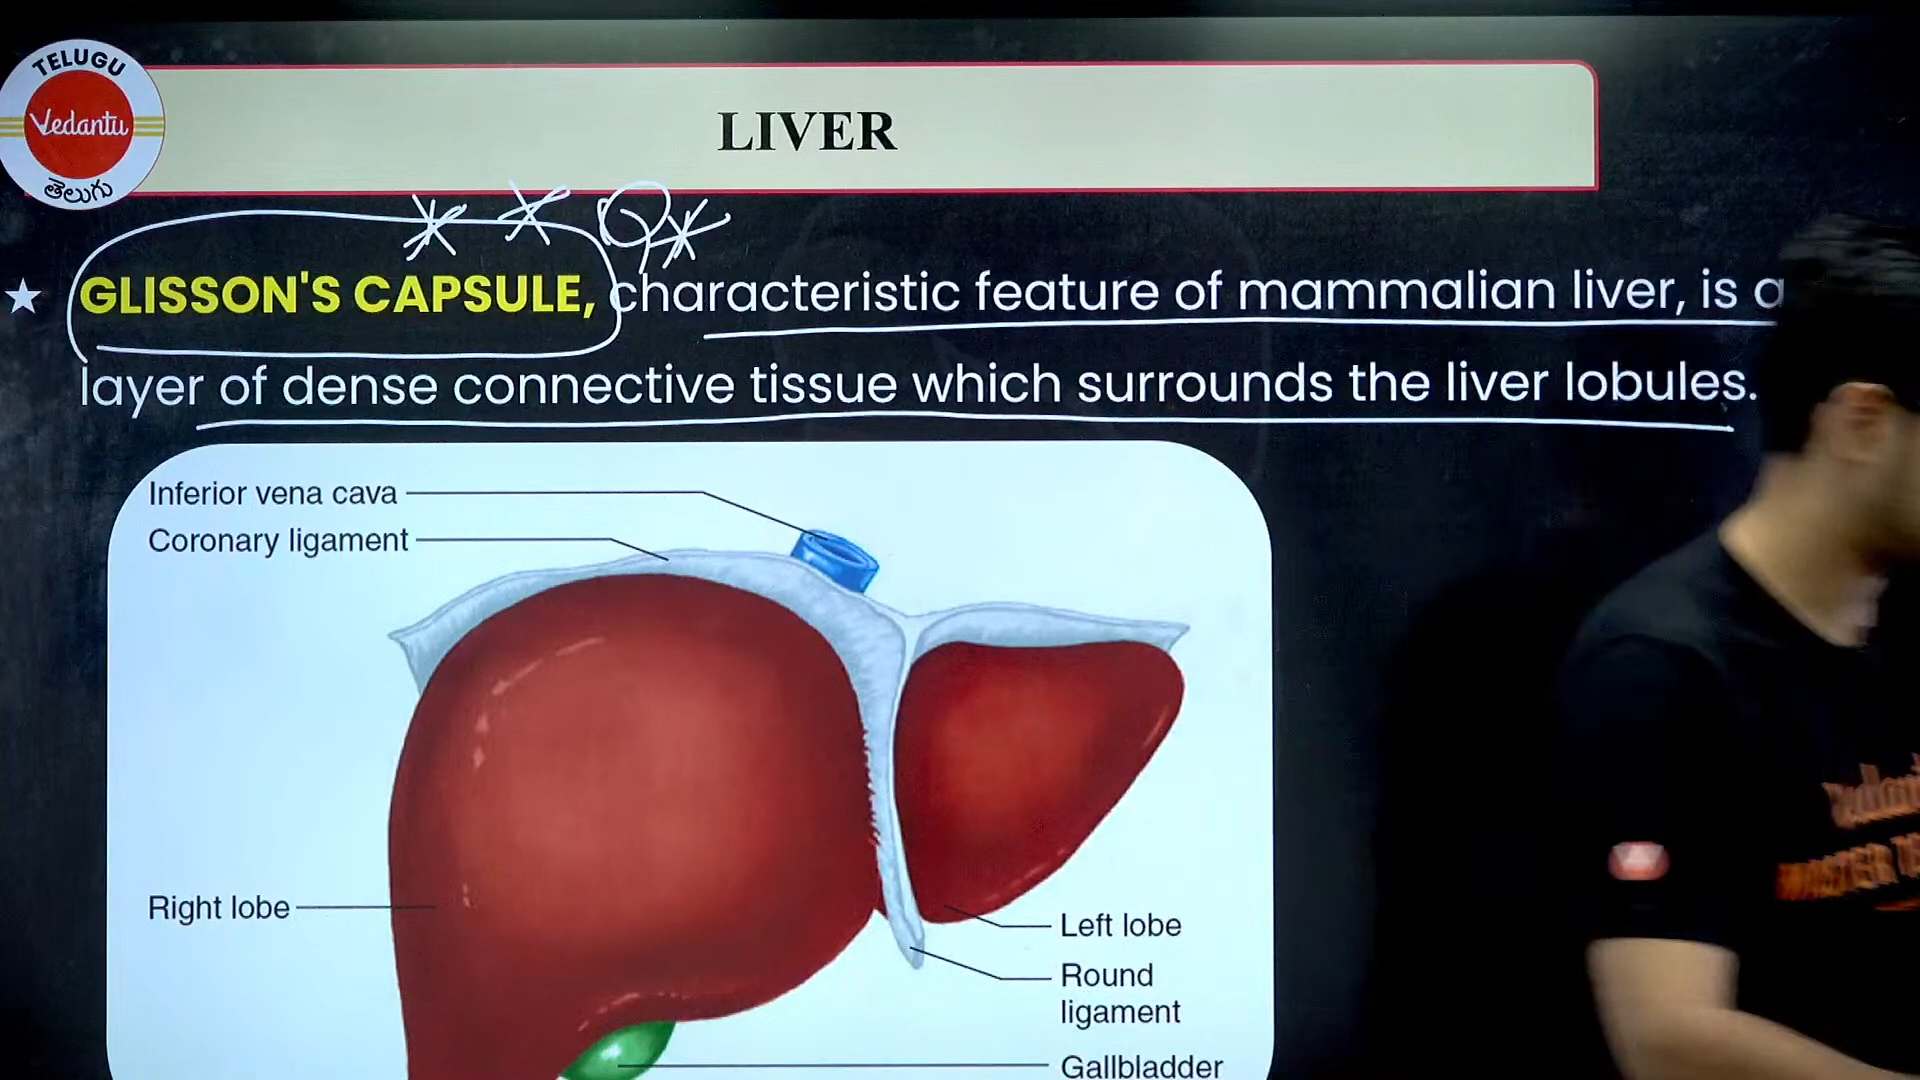 TELUGU
Vedantu
తెలుగు
LIVER
GLISSON'S CAPSULE, characteristic feature of mammalian liver, is a
layer of dense connective tissue which surrounds the liver lobules.
Inferior vena cava
Coronary ligament
Right lobe
Left lobe
Round
ligament
Gallbladder